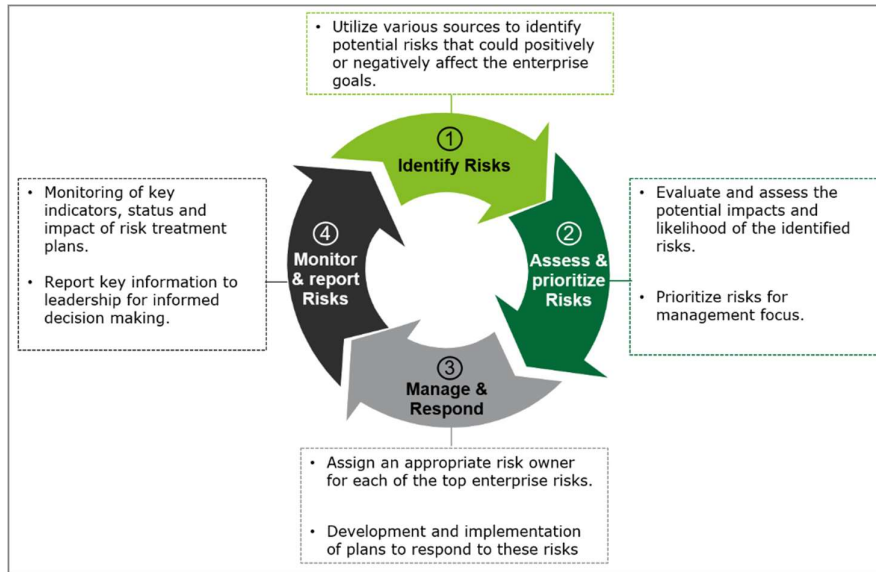 • Utilize various sources to identify
potential risks that could positively
or negatively affect the enterprise
goals.
①
Identify Risks
②
Assess &
prioritize
Risks
• Evaluate and assess the
potential impacts and
likelihood of the identified
risks.
• Prioritize risks for
management focus.
③
Manage &
Respond
• Assign an appropriate risk owner
for each of the top enterprise risks.
• Development and implementation
of plans to respond to these risks
④
Monitor
& report
Risks
• Monitoring of key
indicators, status and
impact of risk treatment
plans.
• Report key information to
leadership for informed
decision making.